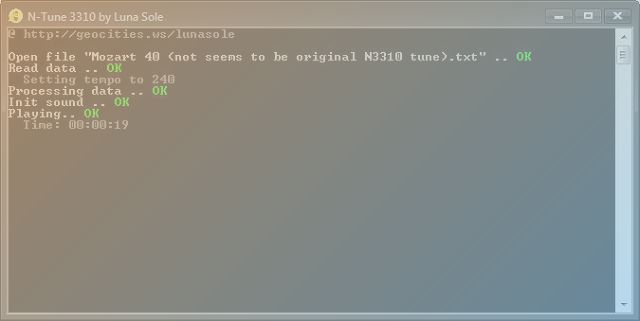 N-Tune 3310 by Luna Sole
@ http://geocities.ws/lunasole
Open file "Mozart 40 (not seems to be original N3310 tune).txt" .. OK
Read data .. OK
Setting tempo to 240
Processing data .. OK
Init sound .. OK
Playing.. OK
Time: 00:00:19